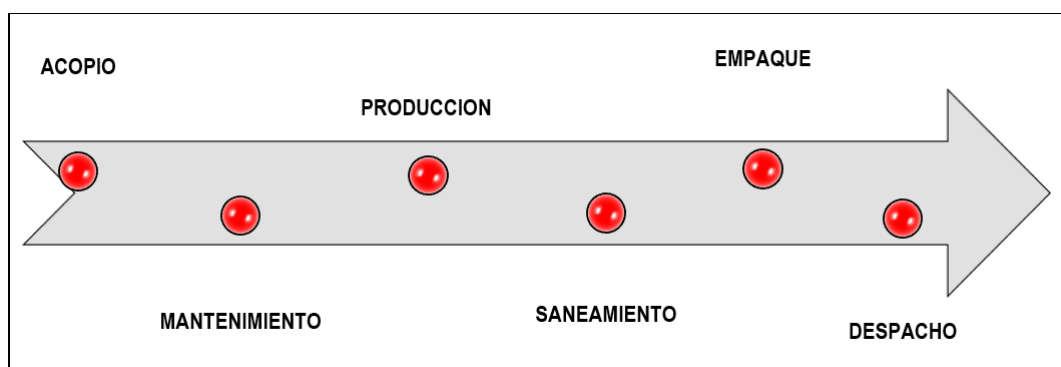 ACOPIO
MANTENIMIENTO
PRODUCCION
SANEAMIENTO
EMPAQUE
DESPACHO